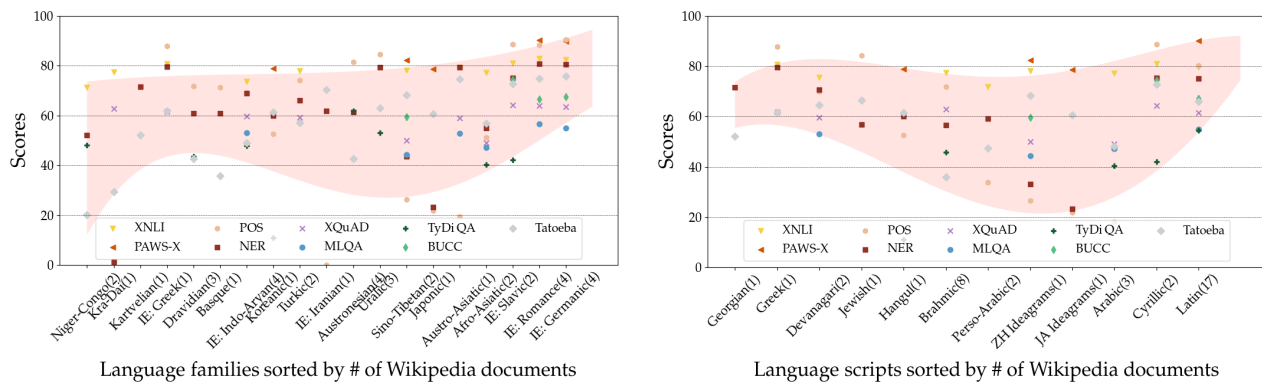 100
80
60
40
20
0
Scores
XNLI
POS
XQuAD
TyDi QA
Tatoeba
PAWS-X
NER
MLQA
BUCC
Niger-Congo(2)
Kra-Dai(1)
Kartvelian(1)
IE: Greek(1)
Dravidian(3)
Basque(1)
IE: Indo-Aryan(4)
Koreanic(1)
Turkic(2)
IE: Iranian(1)
Austronesian(4)
Uralic(3)
Sino-Tibetan(2)
Japonic(1)
Austro-Asiatic(1)
Afro-Asiatic(2)
IE: Slavic(2)
IE: Romance(4)
IE: Germanic(4)
Language families sorted by # of Wikipedia documents
100
80
60
40
20
0
Scores
XNLI
POS
XQuAD
TyDi QA
Tatoeba
PAWS-X
NER
MLQA
BUCC
Georgian(1)
Greek(1)
Devanagari(2)
Jewish(1)
Hangul(1)
Brahmic(8)
Perso-Arabic(2)
ZH Ideagrams(1)
JA Ideagrams(1)
Arabic(3)
Cyrillic(2)
Latin(17)
Language scripts sorted by # of Wikipedia documents